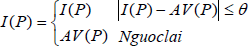 I(P) = { I(P) |I(P) − AV(P)| ≤ θ
AV(P) Nguoclai